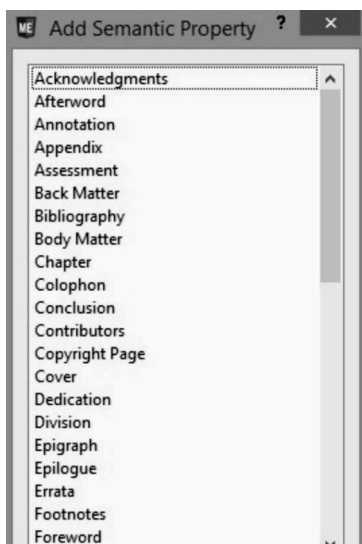 ME Add Semantic Property ? ×
Acknowledgments
Afterword
Annotation
Appendix
Assessment
Back Matter
Bibliography
Body Matter
Chapter
Colophon
Conclusion
Contributors
Copyright Page
Cover
Dedication
Division
Epigraph
Epilogue
Errata
Footnotes
Foreword